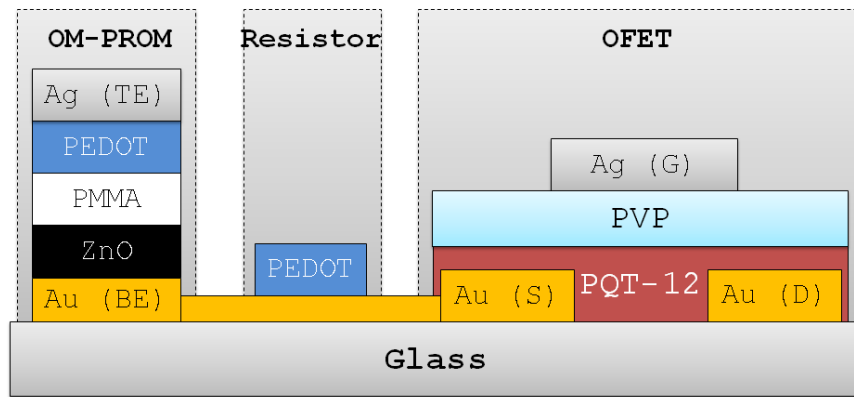 OM-PROM
Resistor
OFET
Ag (TE)
PEDOT
PMMA
ZnO
Au (BE)
PEDOT
Ag (G)
PVP
PQT-12
Au (S)
Au (D)
Glass